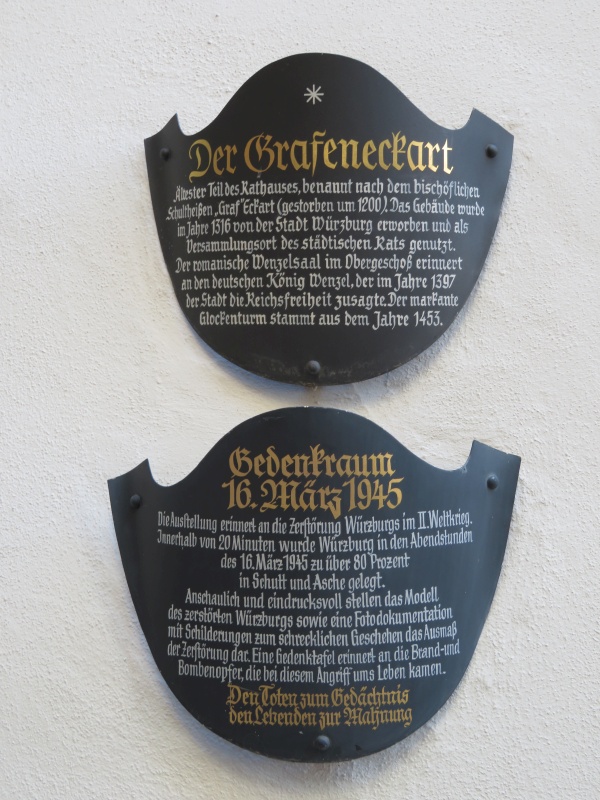 Der Grafeneckart
Ältester Teil des Rathauses, benannt nach dem bischöflichen
Schultheißen „Graf" Eckart (gestorben um 1200). Das Gebäude wurde
im Jahre 1316 von der Stadt Würzburg erworben und als
Versammlungsort des städtischen Rats genutzt.
Der romanische Wenzelsaal im Obergeschoß erinnert
an den deutschen König Wenzel, der im Jahre 1397
der Stadt die Reichsfreiheit zusagte. Der markante
Glockenturm stammt aus dem Jahre 1453.
Gedenkraum
16. März 1945
Die Ausstellung erinnert an die Zerstörung Würzburgs im II. Weltkrieg.
Innerhalb von 20 Minuten wurde Würzburg in den Abendstunden
des 16. März 1945 zu über 80 Prozent
in Schutt und Asche gelegt.
Anschaulich und eindrucksvoll stellen das Modell
des zerstörten Würzburgs sowie eine Fotodokumentation
mit Schilderungen zum schrecklichen Geschehen das Ausmaß
der Zerstörung dar. Eine Gedenktafel erinnert an die Brand- und
Bombenopfer, die bei diesem Angriff ums Leben kamen.
Den Toten zum Gedächtnis
den Lebenden zur Mahnung